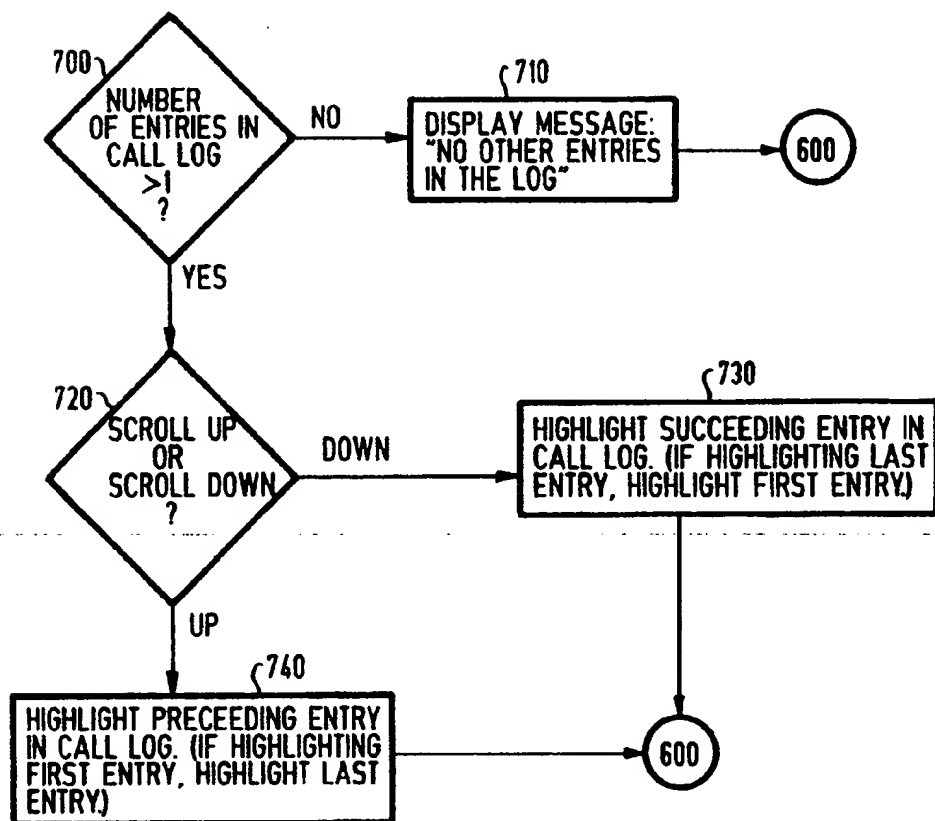 700
NUMBER
OF ENTRIES IN
CALL LOG
>1
?
NO
710
DISPLAY MESSAGE:
"NO OTHER ENTRIES
IN THE LOG"
600
YES
720
SCROLL UP
OR
SCROLL DOWN
?
DOWN
730
HIGHLIGHT SUCCEEDING ENTRY IN
CALL LOG. (IF HIGHLIGHTING LAST
ENTRY, HIGHLIGHT FIRST ENTRY.)
UP
740
HIGHLIGHT PRECEEDING ENTRY
IN CALL LOG. (IF HIGHLIGHTING
FIRST ENTRY, HIGHLIGHT LAST
ENTRY.)
600